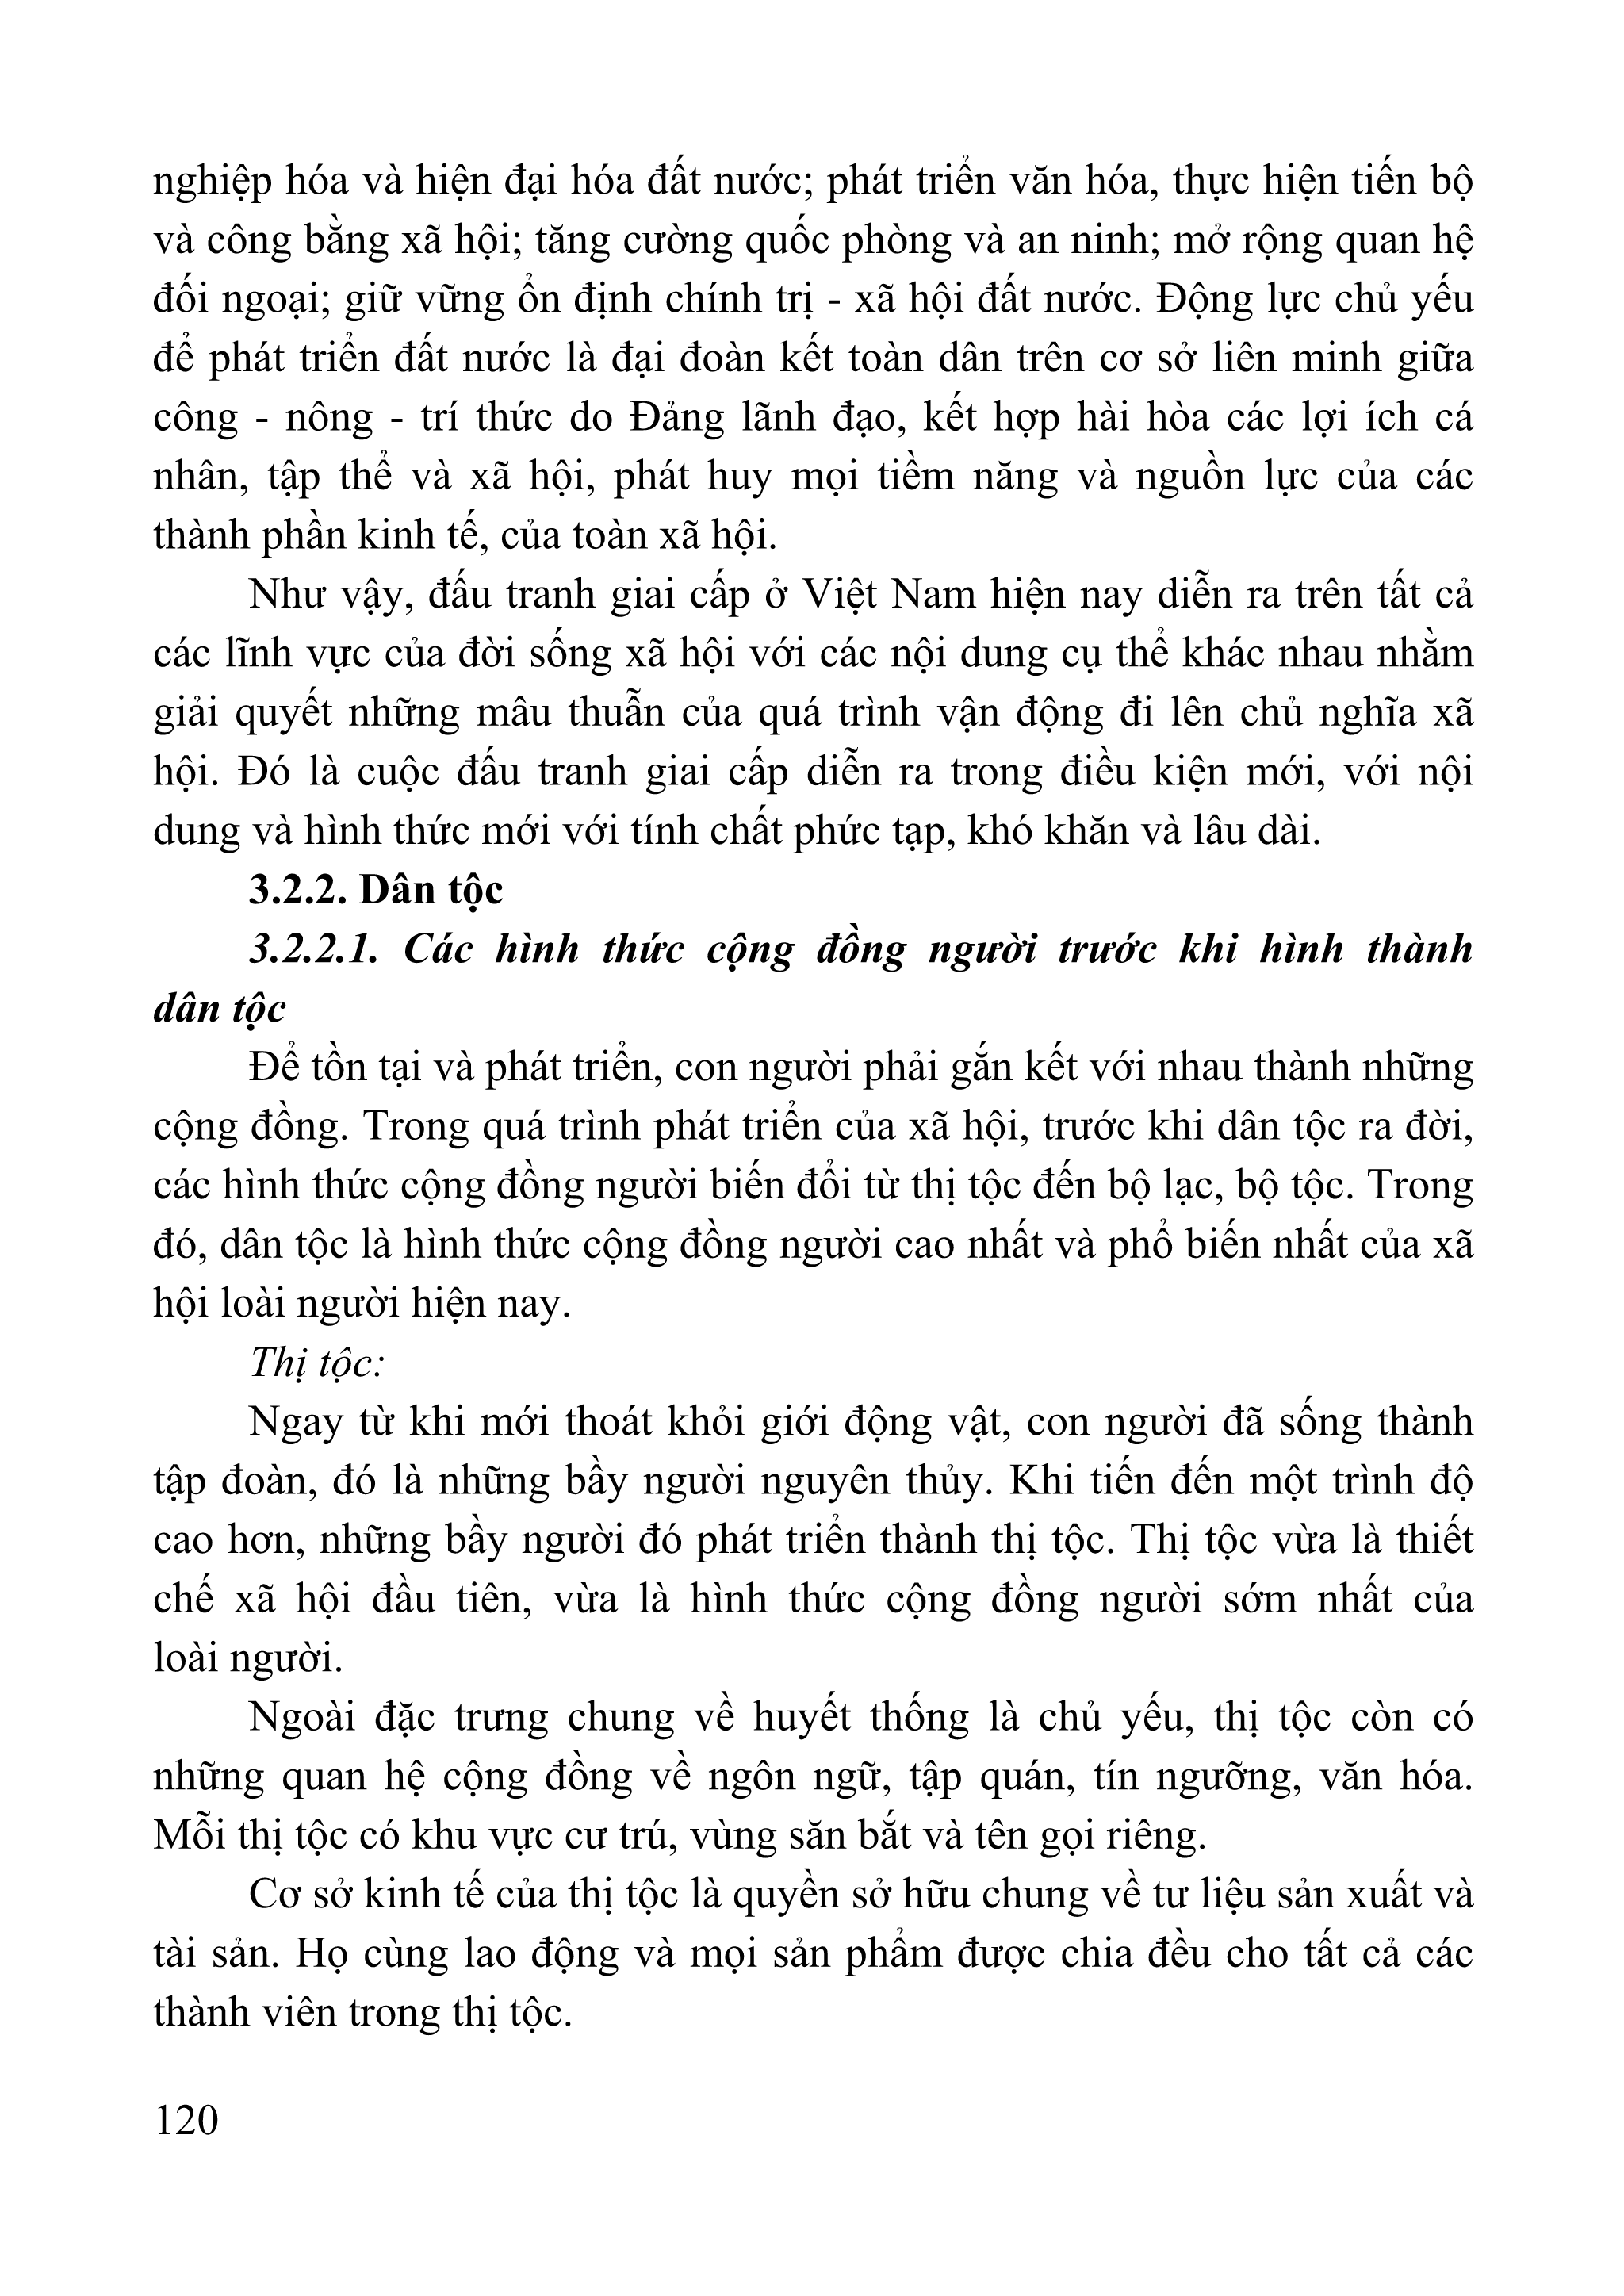 nghiệp hóa và hiện đại hóa đất nước; phát triển văn hóa, thực hiện tiến bộ
và công bằng xã hội; tăng cường quốc phòng và an ninh; mở rộng quan hệ
đối ngoại; giữ vững ổn định chính trị - xã hội đất nước. Động lực chủ yếu
để phát triển đất nước là đại đoàn kết toàn dân trên cơ sở liên minh giữa
công - nông - trí thức do Đảng lãnh đạo, kết hợp hài hòa các lợi ích cá
nhân, tập thể và xã hội, phát huy mọi tiềm năng và nguồn lực của các
thành phần kinh tế, của toàn xã hội.
Như vậy, đấu tranh giai cấp ở Việt Nam hiện nay diễn ra trên tất cả
các lĩnh vực của đời sống xã hội với các nội dung cụ thể khác nhau nhằm
giải quyết những mâu thuẫn của quá trình vận động đi lên chủ nghĩa xã
hội. Đó là cuộc đấu tranh giai cấp diễn ra trong điều kiện mới, với nội
dung và hình thức mới với tính chất phức tạp, khó khăn và lâu dài.
3.2.2. Dân tộc
3.2.2.1. Các hình thức cộng đồng người trước khi hình thành
dân tộc
Để tồn tại và phát triển, con người phải gắn kết với nhau thành những
cộng đồng. Trong quá trình phát triển của xã hội, trước khi dân tộc ra đời,
các hình thức cộng đồng người biến đổi từ thị tộc đến bộ lạc, bộ tộc. Trong
đó, dân tộc là hình thức cộng đồng người cao nhất và phổ biến nhất của xã
hội loài người hiện nay.
Thị tộc:
Ngay từ khi mới thoát khỏi giới động vật, con người đã sống thành
tập đoàn, đó là những bầy người nguyên thủy. Khi tiến đến một trình độ
cao hơn, những bầy người đó phát triển thành thị tộc. Thị tộc vừa là thiết
chế xã hội đầu tiên, vừa là hình thức cộng đồng người sớm nhất của
loài người.
Ngoài đặc trưng chung về huyết thống là chủ yếu, thị tộc còn có
những quan hệ cộng đồng về ngôn ngữ, tập quán, tín ngưỡng, văn hóa.
Mỗi thị tộc có khu vực cư trú, vùng săn bắt và tên gọi riêng.
Cơ sở kinh tế của thị tộc là quyền sở hữu chung về tư liệu sản xuất và
tài sản. Họ cùng lao động và mọi sản phẩm được chia đều cho tất cả các
thành viên trong thị tộc.
120